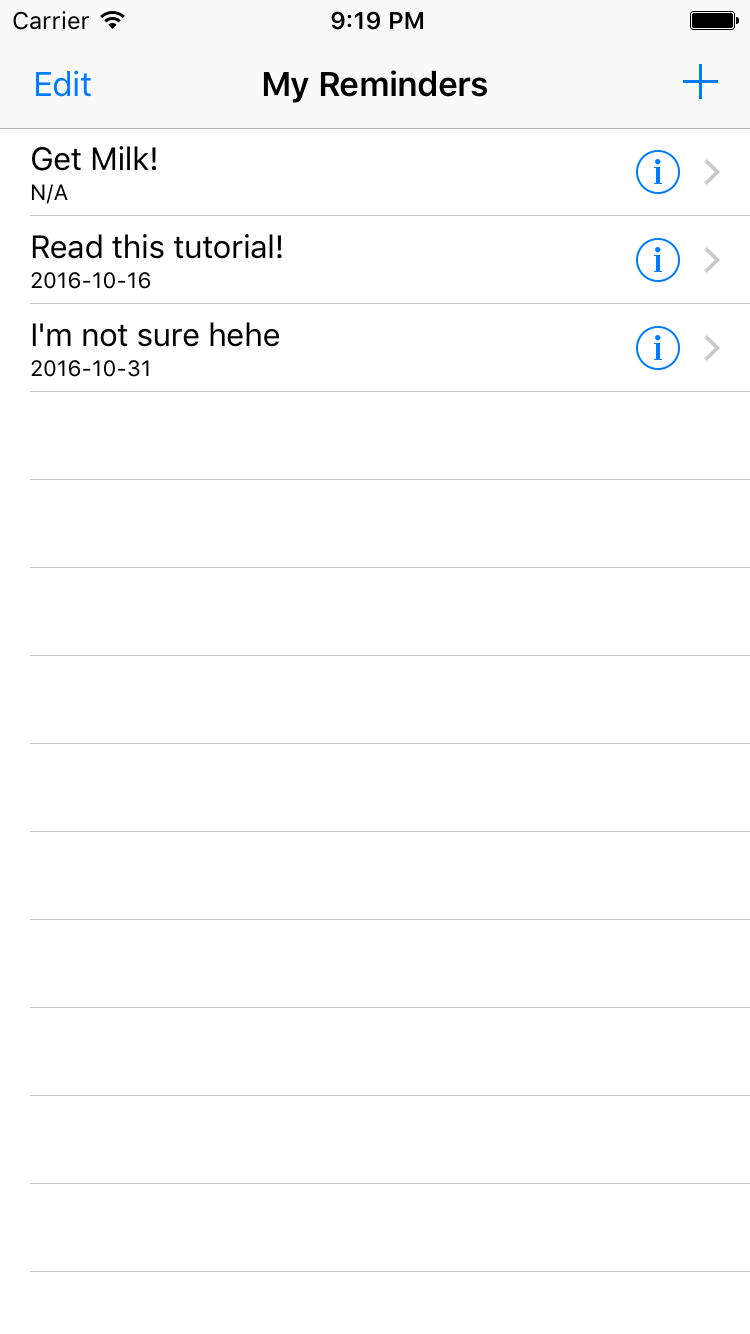 Carrier 9:19 PM
Edit My Reminders
Get Milk!
N/A
Read this tutorial!
2016-10-16
I'm not sure hehe
2016-10-31